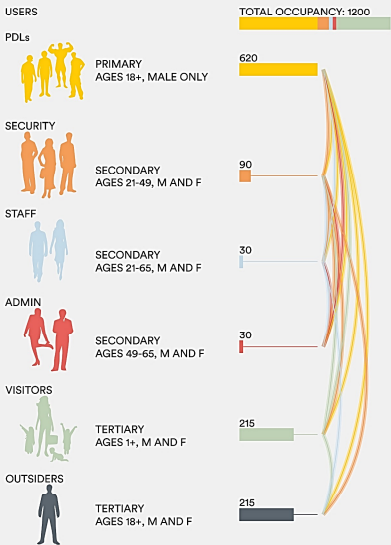 USERS
TOTAL OCCUPANCY: 1200
PDLs
620
PRIMARY
AGES 18+, MALE ONLY
SECURITY
90
SECONDARY
AGES 21-49, M AND F
STAFF
30
SECONDARY
AGES 21-65, M AND F
ADMIN
30
SECONDARY
AGES 49-65, M AND F
VISITORS
215
TERTIARY
AGES 1+, M AND F
OUTSIDERS
215
TERTIARY
AGES 18+, M AND F